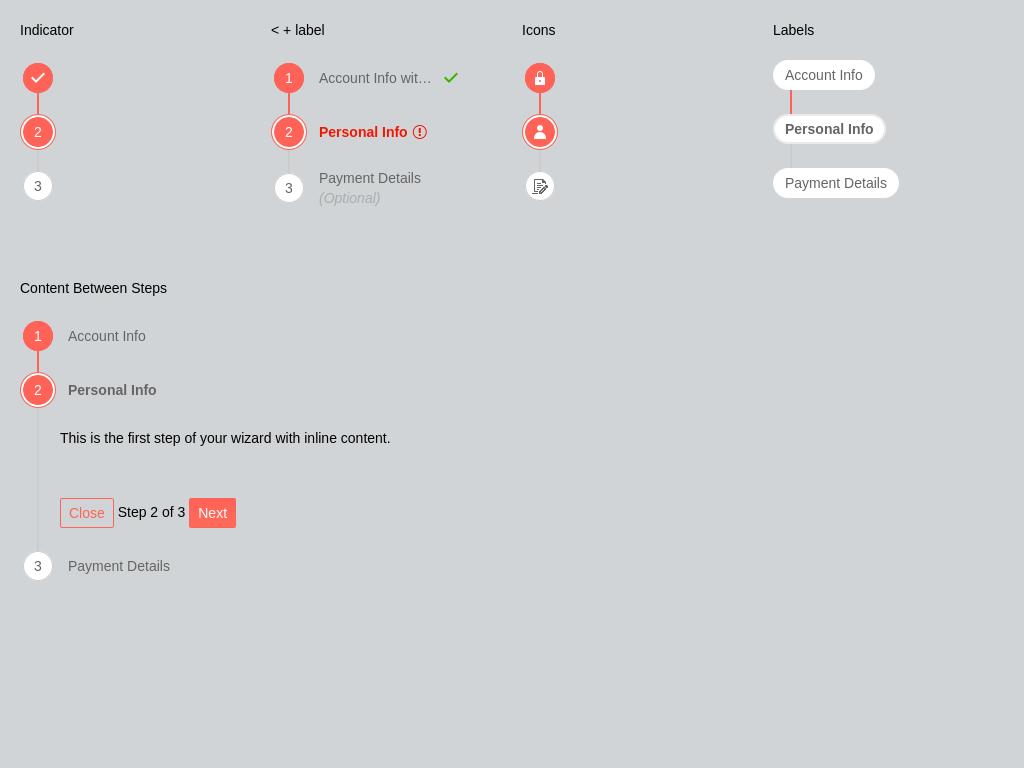 Indicator
2
3
< + label
1 Account Info wit...
2 Personal Info
3 Payment Details
(Optional)
Icons
Labels
Account Info
Personal Info
Payment Details
Content Between Steps
1 Account Info
2 Personal Info
This is the first step of your wizard with inline content.
Close Step 2 of 3 Next
3 Payment Details